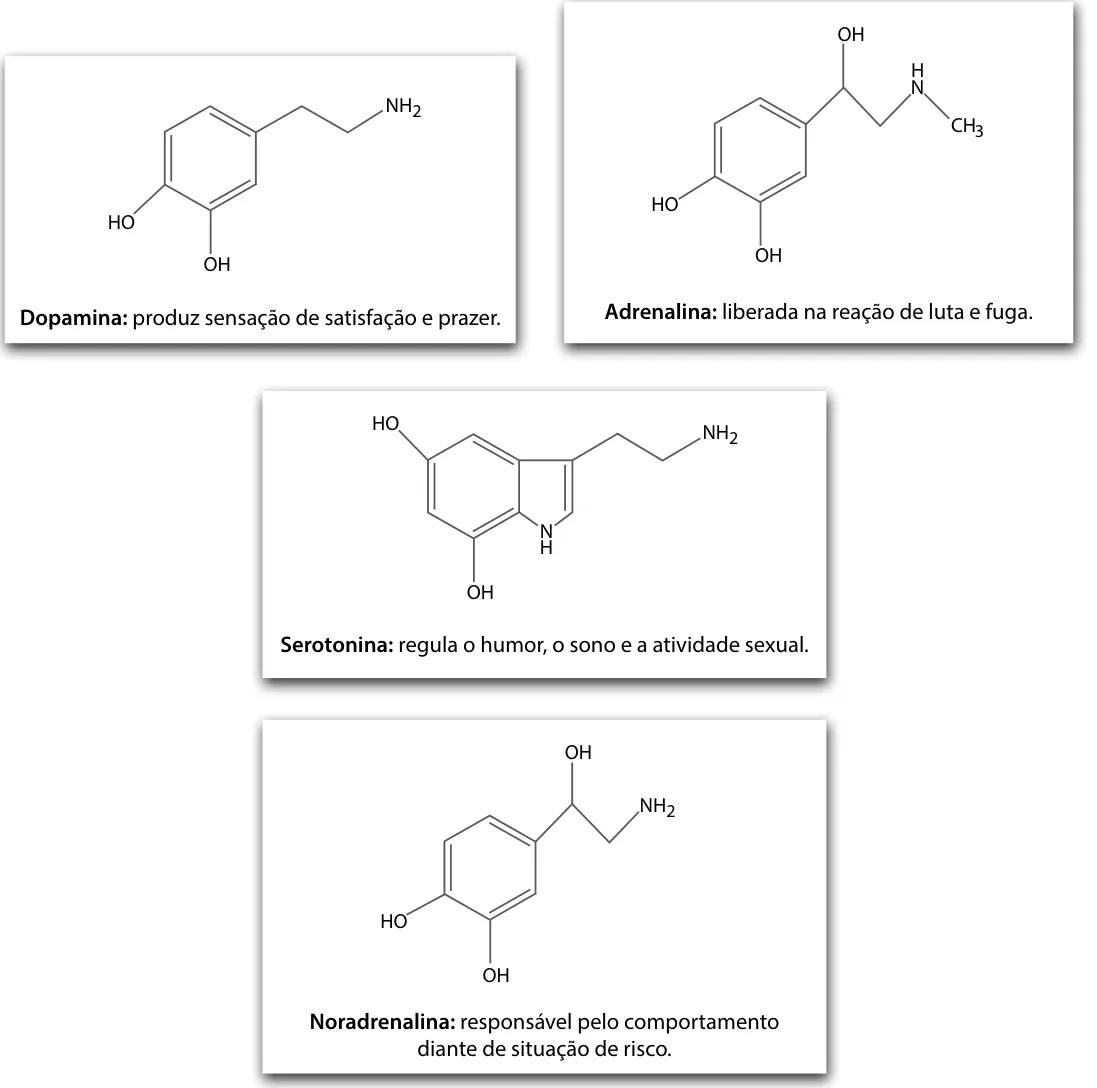 NH₂
HO
OH
Dopamina: produz sensação de satisfação e prazer.
OH
H
N
CH₃
HO
OH
Adrenalina: liberada na reação de luta e fuga.
HO
NH₂
N
H
OH
Serotonina: regula o humor, o sono e a atividade sexual.
OH
NH₂
HO
OH
Noradrenalina: responsável pelo comportamento
diante de situação de risco.